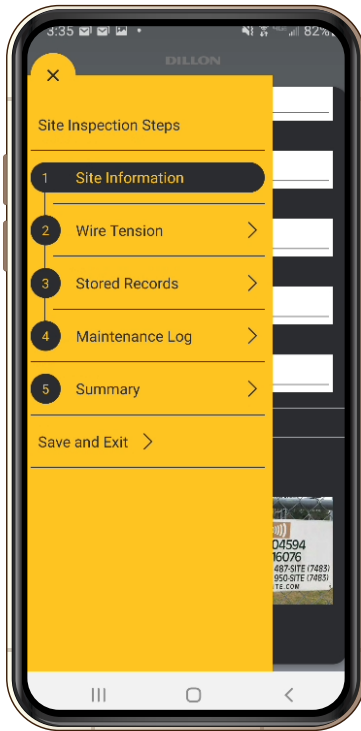 3:35 82%
DILLON
Site Inspection Steps
1 Site Information
2 Wire Tension
3 Stored Records
4 Maintenance Log
5 Summary
Save and Exit
04594
16076
487-SITE (7483)
950-SITE (7483)
ITE.COM